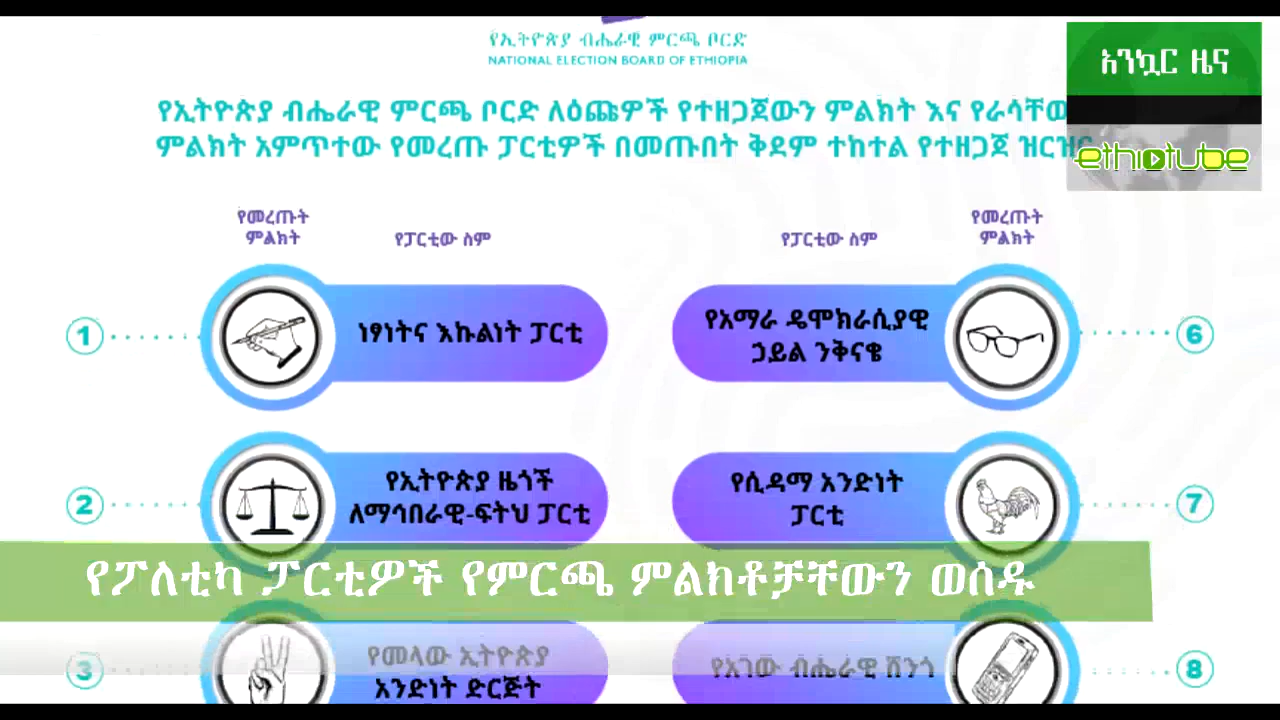 የኢትዮጵያ ብሔራዊ ምርጫ ቦርድ
NATIONAL ELECTION BOARD OF ETHIOPIA
አንኳር ዜና
ethiotube
የኢትዮጵያ ብሔራዊ ምርጫ ቦርድ ለዕጩዎች የተዘጋጀውን ምልክት እና የራሳቸው
ምልክት አምጥተው የመረጡ ፓርቲዎች በመጡበት ቅደም ተከተል የተዘጋጀ ዝርዝር
የመረጡት
ምልክት
የፓርቲው ስም
የፓርቲው ስም
የመረጡት
ምልክት
1
ነፃነትና እኩልነት ፓርቲ
የአማራ ዴሞክራሲያዊ
ኃይል ንቅናቄ
6
2
የኢትዮጵያ ዜጎች
ለማኅበራዊ-ፍትህ ፓርቲ
የሲዳማ አንድነት
ፓርቲ
7
የፖለቲካ ፓርቲዎች የምርጫ ምልክቶቻቸውን ወሰዱ
3
የመላው ኢትዮጵያ
አንድነት ድርጅት
የአገው ብሔራዊ ሸንጎ
8